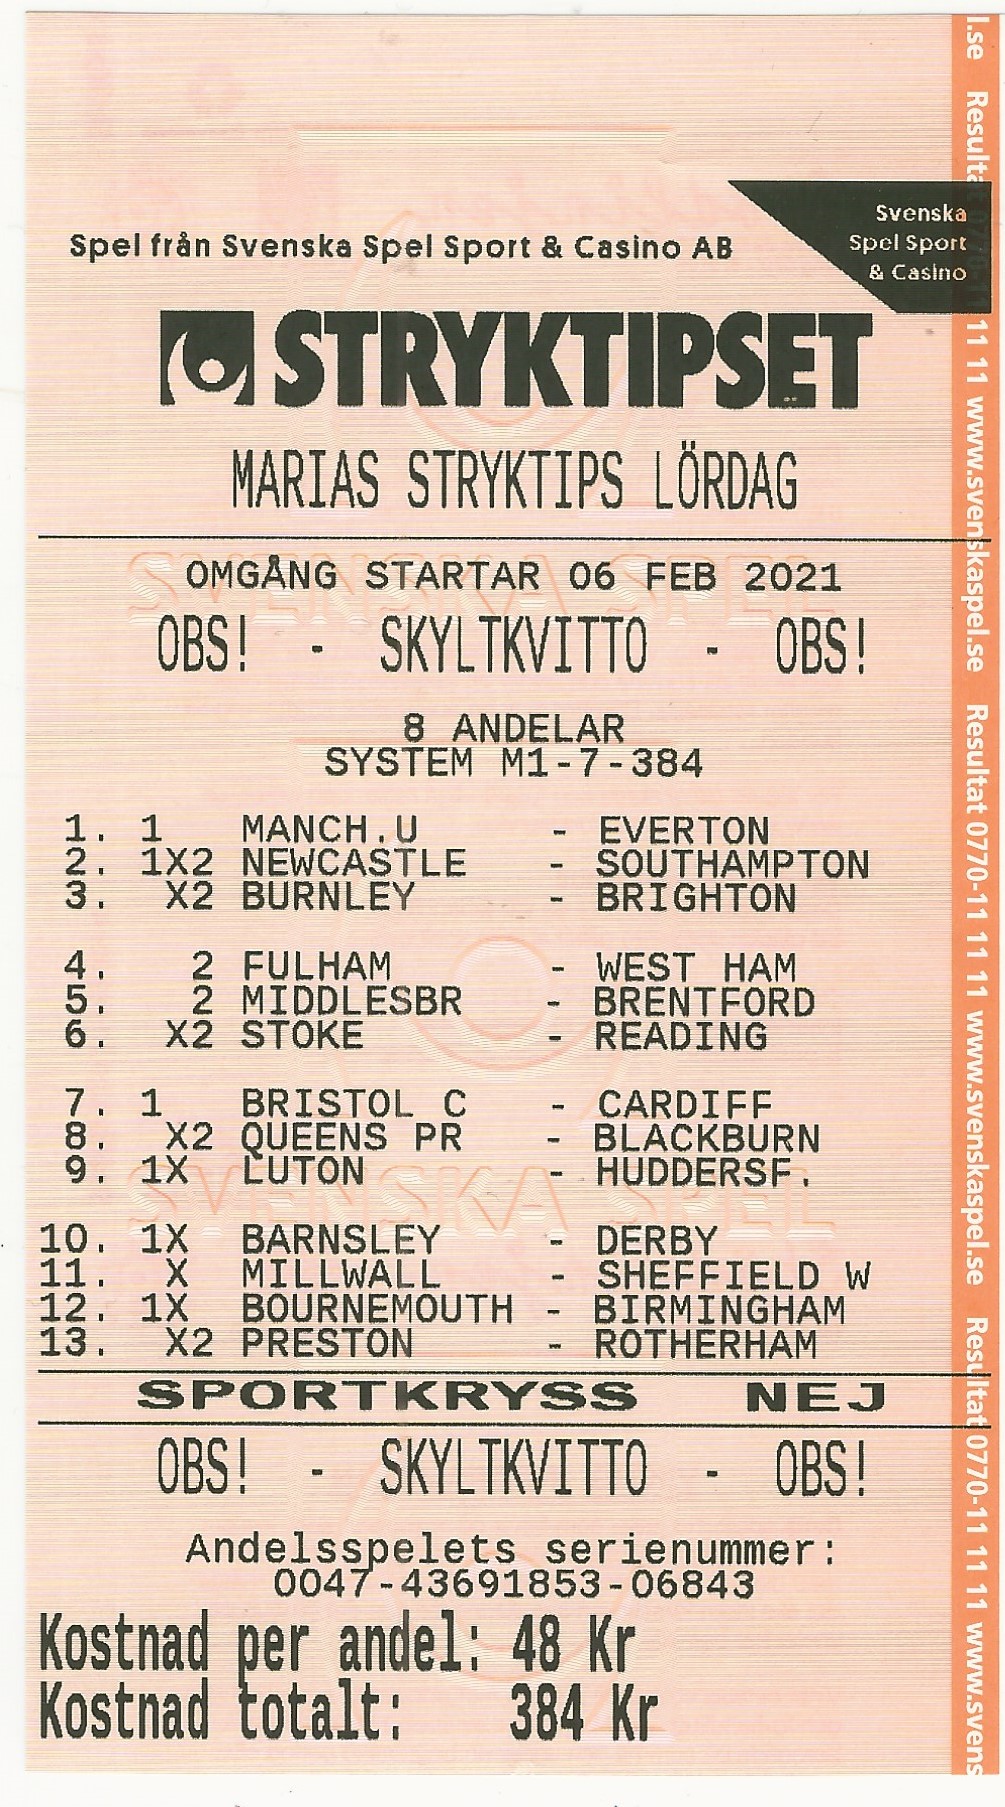 Spel från Svenska Spel Sport & Casino AB
Svenska
Spel Sport
& Casino
STRYKTIPSET
MARIAS STRYKTIPS LÖRDAG
OMGÅNG STARTAR 06 FEB 2021
OBS! - SKYLTKVITTO - OBS!
8 ANDELAR
SYSTEM M1-7-384
1. 1 MANCH.U - EVERTON
2. 1X2 NEWCASTLE - SOUTHAMPTON
3. X2 BURNLEY - BRIGHTON
4. 2 FULHAM - WEST HAM
5. 2 MIDDLESBR - BRENTFORD
6. X2 STOKE - READING
7. 1 BRISTOL C - CARDIFF
8. X2 QUEENS PR - BLACKBURN
9. 1X LUTON - HUDDERSF.
10. 1X BARNSLEY - DERBY
11. X MILLWALL - SHEFFIELD W
12. 1X BOURNEMOUTH - BIRMINGHAM
13. X2 PRESTON - ROTHERHAM
SPORTKRYSS NEJ
OBS! - SKYLTKVITTO - OBS!
Andelsspelets serienummer:
0047-43691853-06843
Kostnad per andel: 48 Kr
Kostnad totalt: 384 Kr
SVENSKA SPEL
SVENSKA SPEL
l.se Resultat 0770-11 11 11 www.svenskaspel.se Resultat 0770-11 11 11 www.svenskaspel.se Resultat 0770-11 11 11 www.svens